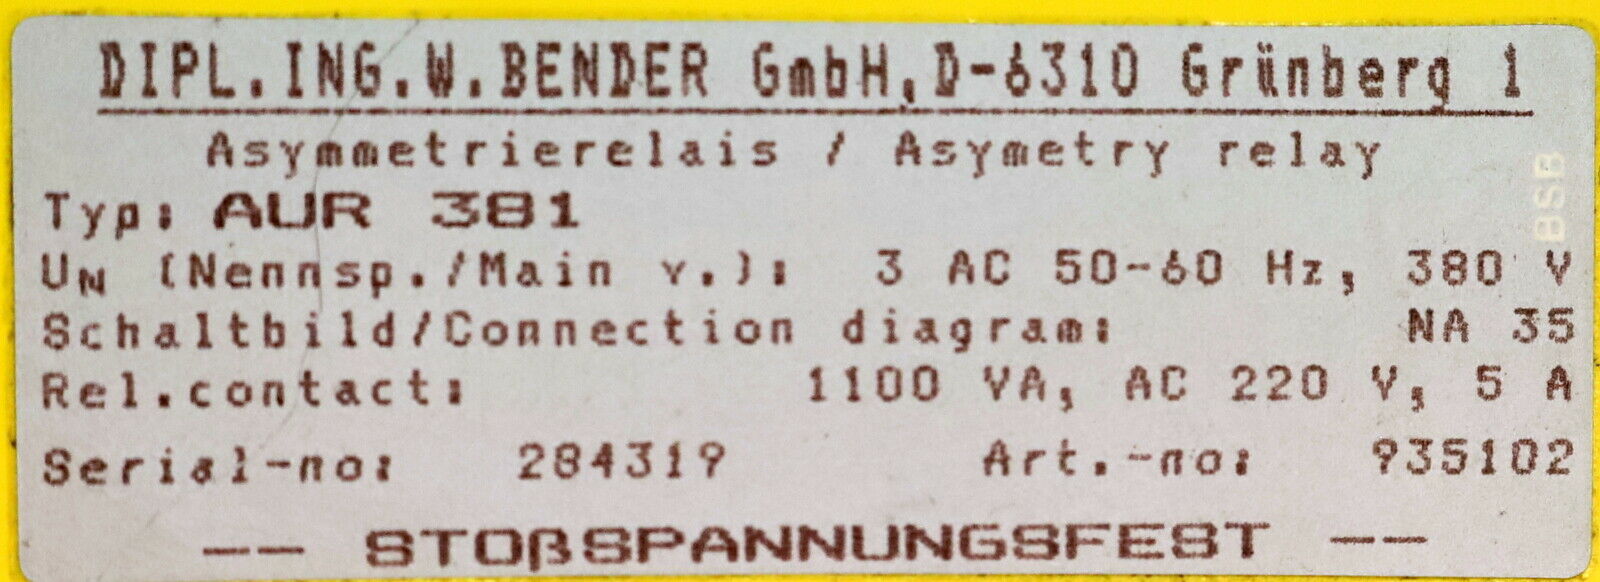 DIPL.ING.W.BENDER GmbH,D-6310 Grünberg 1
Asymmetrierelais / Asymetry relay
Typ: AUR 381
UN (Nennsp./Main v.): 3 AC 50-60 Hz, 380 V
Schaltbild/Connection diagram: NA 35
Rel.contact: 1100 VA, AC 220 V, 5 A
Serial-no: 284319 Art.-no: 935102
-- STOßSPANNUNGSFEST --
BSB